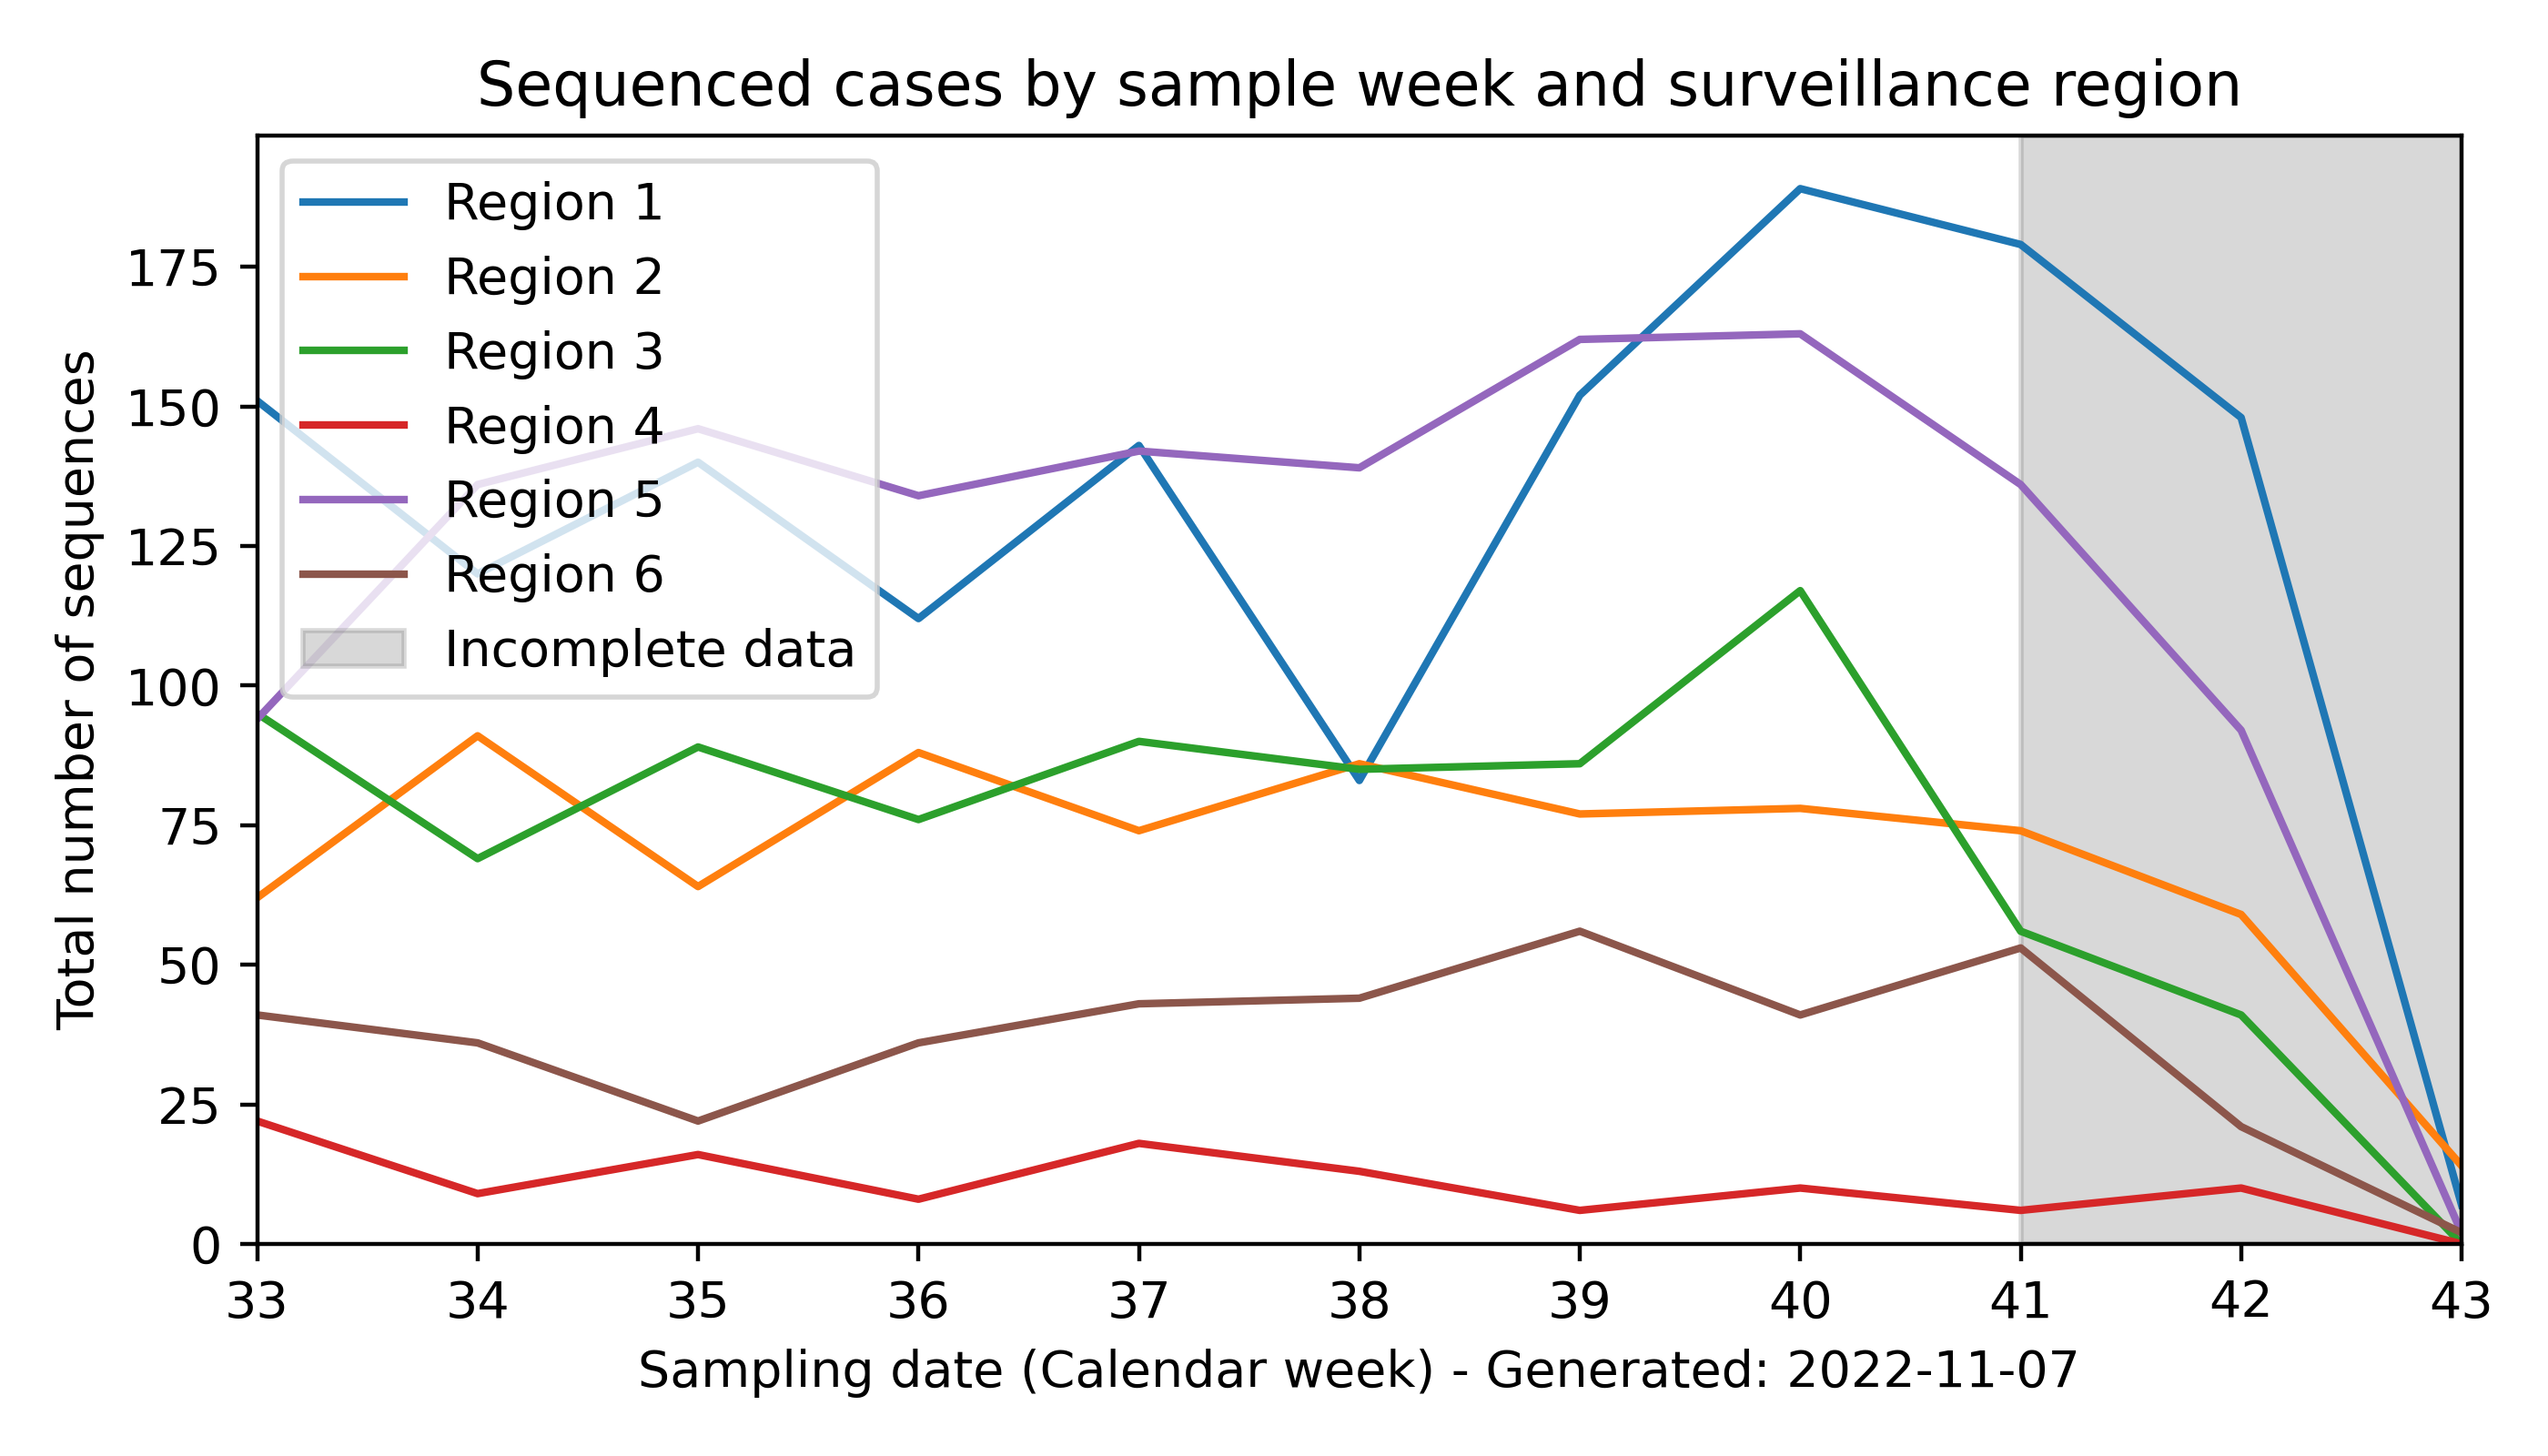 Sequenced cases by sample week and surveillance region
Region 1
Region 2
Region 3
Region 4
Region 5
Region 6
Incomplete data
Total number of sequences
175
150
125
100
75
50
25
0
33 34 35 36 37 38 39 40 41 42 43
Sampling date (Calendar week) - Generated: 2022-11-07